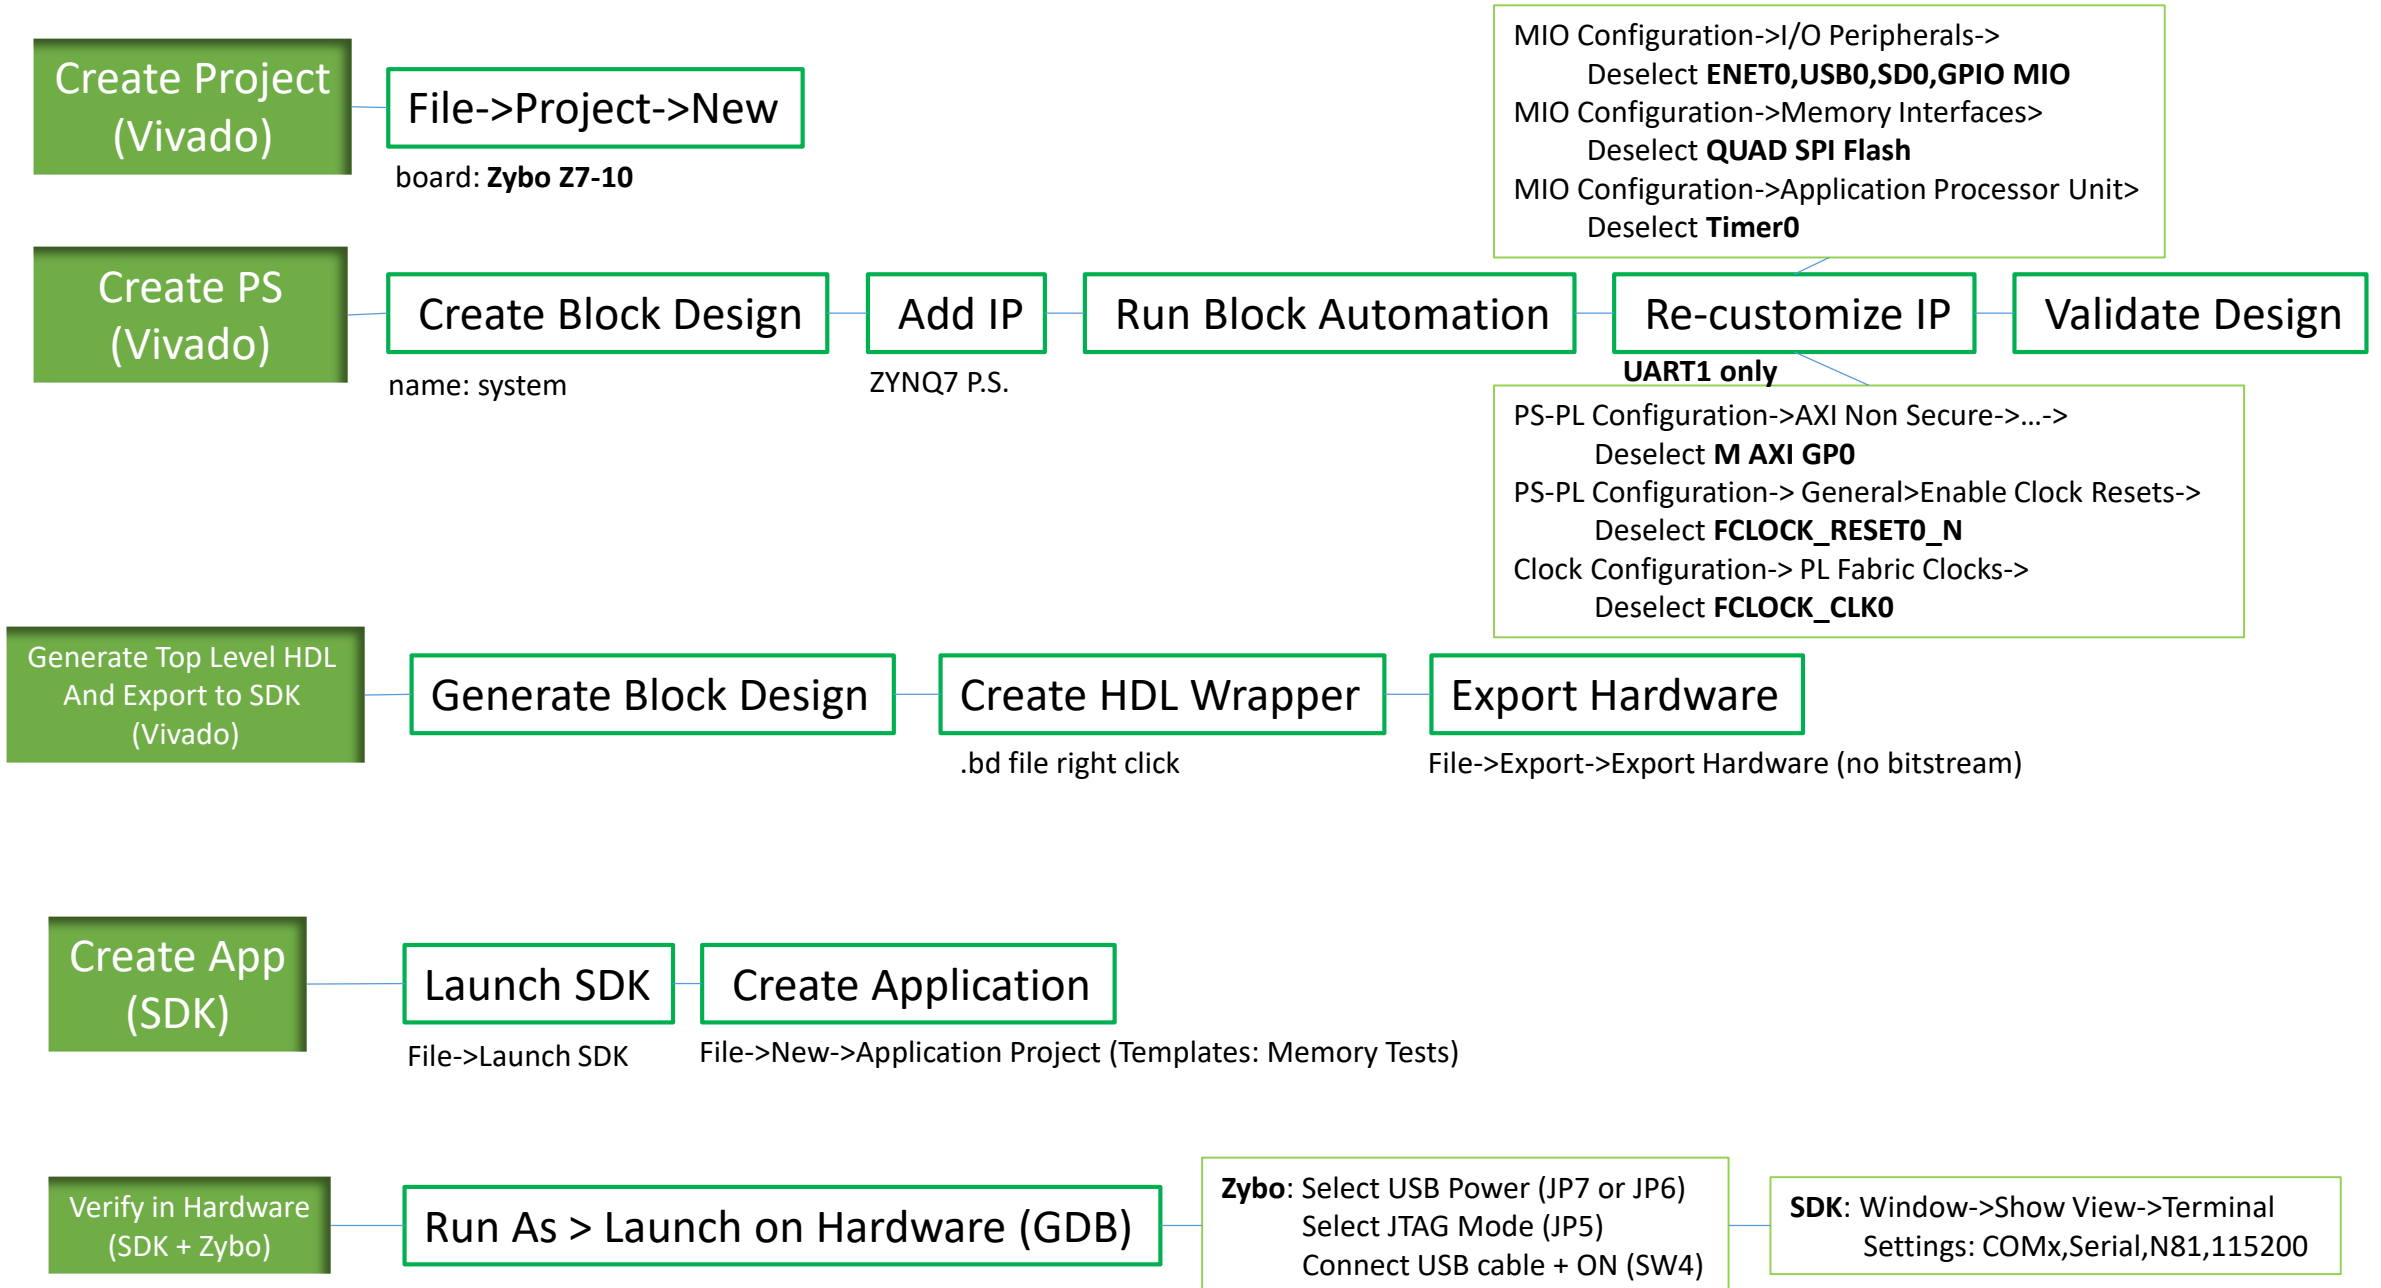 Create Project
(Vivado)
File->Project->New
board: Zybo Z7-10
MIO Configuration->I/O Peripherals->
Deselect ENET0,USB0,SD0,GPIO MIO
MIO Configuration->Memory Interfaces>
Deselect QUAD SPI Flash
MIO Configuration->Application Processor Unit>
Deselect Timer0
Create PS
(Vivado)
Create Block Design
name: system
Add IP
ZYNQ7 P.S.
Run Block Automation
Re-customize IP
UART1 only
Validate Design
PS-PL Configuration->AXI Non Secure->...->
Deselect M AXI GP0
PS-PL Configuration-> General>Enable Clock Resets->
Deselect FCLOCK_RESET0_N
Clock Configuration-> PL Fabric Clocks->
Deselect FCLOCK_CLK0
Generate Top Level HDL
And Export to SDK
(Vivado)
Generate Block Design
Create HDL Wrapper
.bd file right click
Export Hardware
File->Export->Export Hardware (no bitstream)
Create App
(SDK)
Launch SDK
File->Launch SDK
Create Application
File->New->Application Project (Templates: Memory Tests)
Verify in Hardware
(SDK + Zybo)
Run As > Launch on Hardware (GDB)
Zybo: Select USB Power (JP7 or JP6)
Select JTAG Mode (JP5)
Connect USB cable + ON (SW4)
SDK: Window->Show View->Terminal
Settings: COMx,Serial,N81,115200